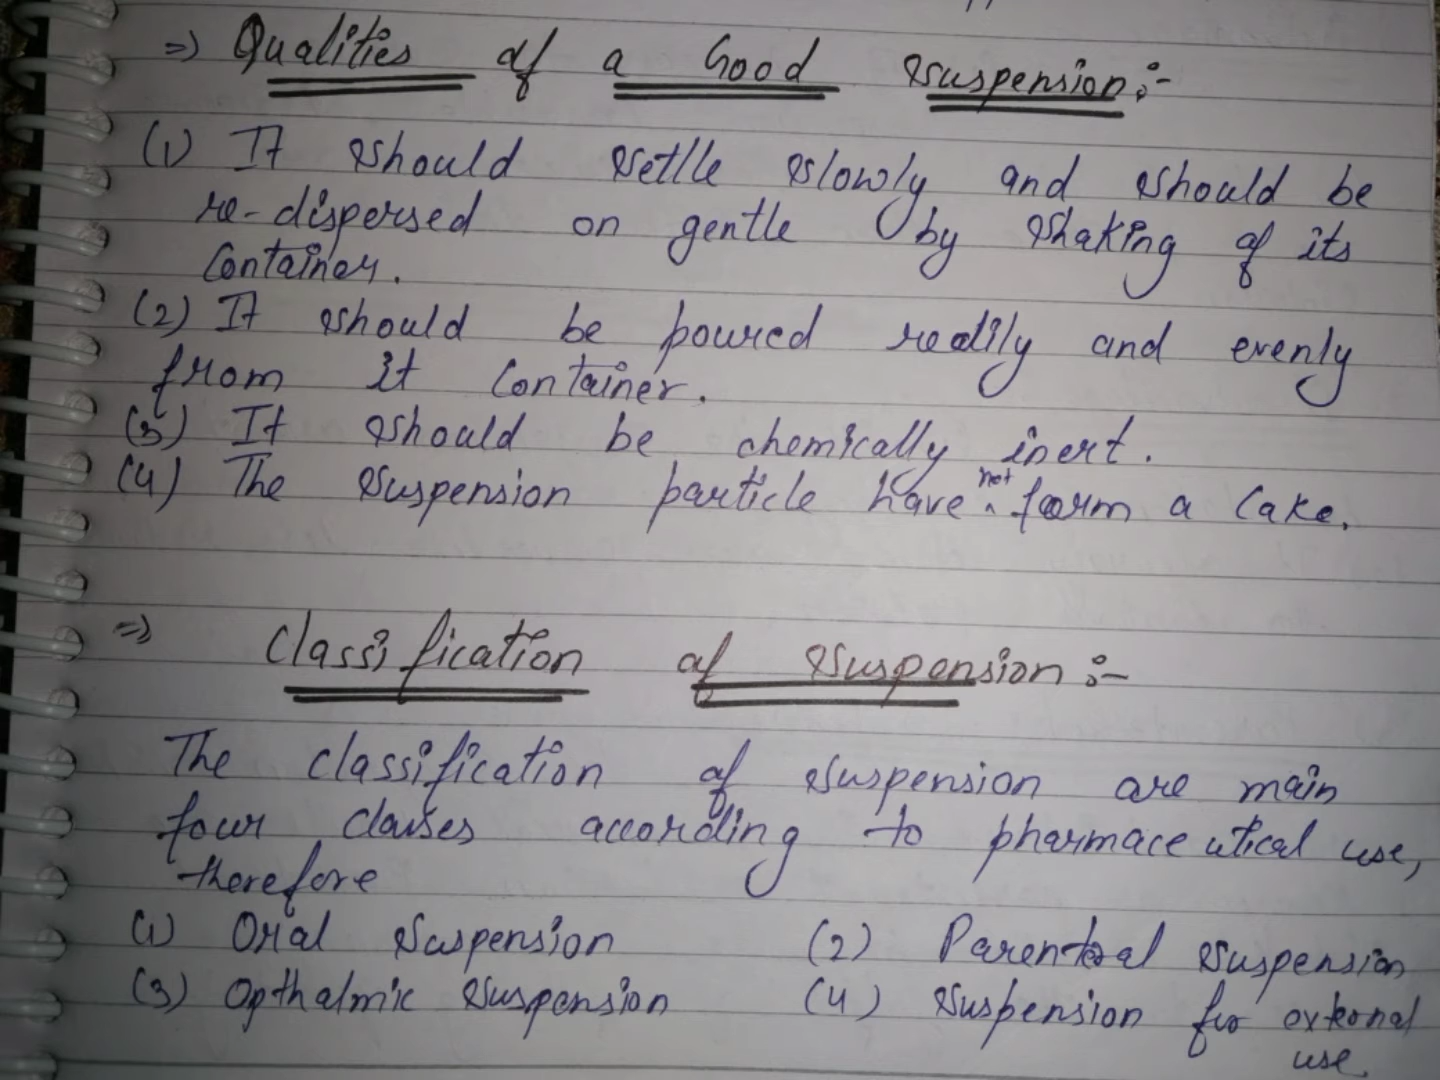 => Qualities of a Good Suspension :-
(1) It should setlle slowly and should be
re-dispersed on gentle by shaking of its
Container.
(2) It should be poured readily and evenly
from it Container.
(3) It should be chemically inert.
(4) The suspension particle have not form a Cake.
=> Classification of Suspension :-
The classification of suspension are main
four classes according to pharmaceutical use,
therefore
(1) Oral Suspension (2) Parenteral Suspension
(3) Opthalmic Suspension (4) Suspension for external
use.